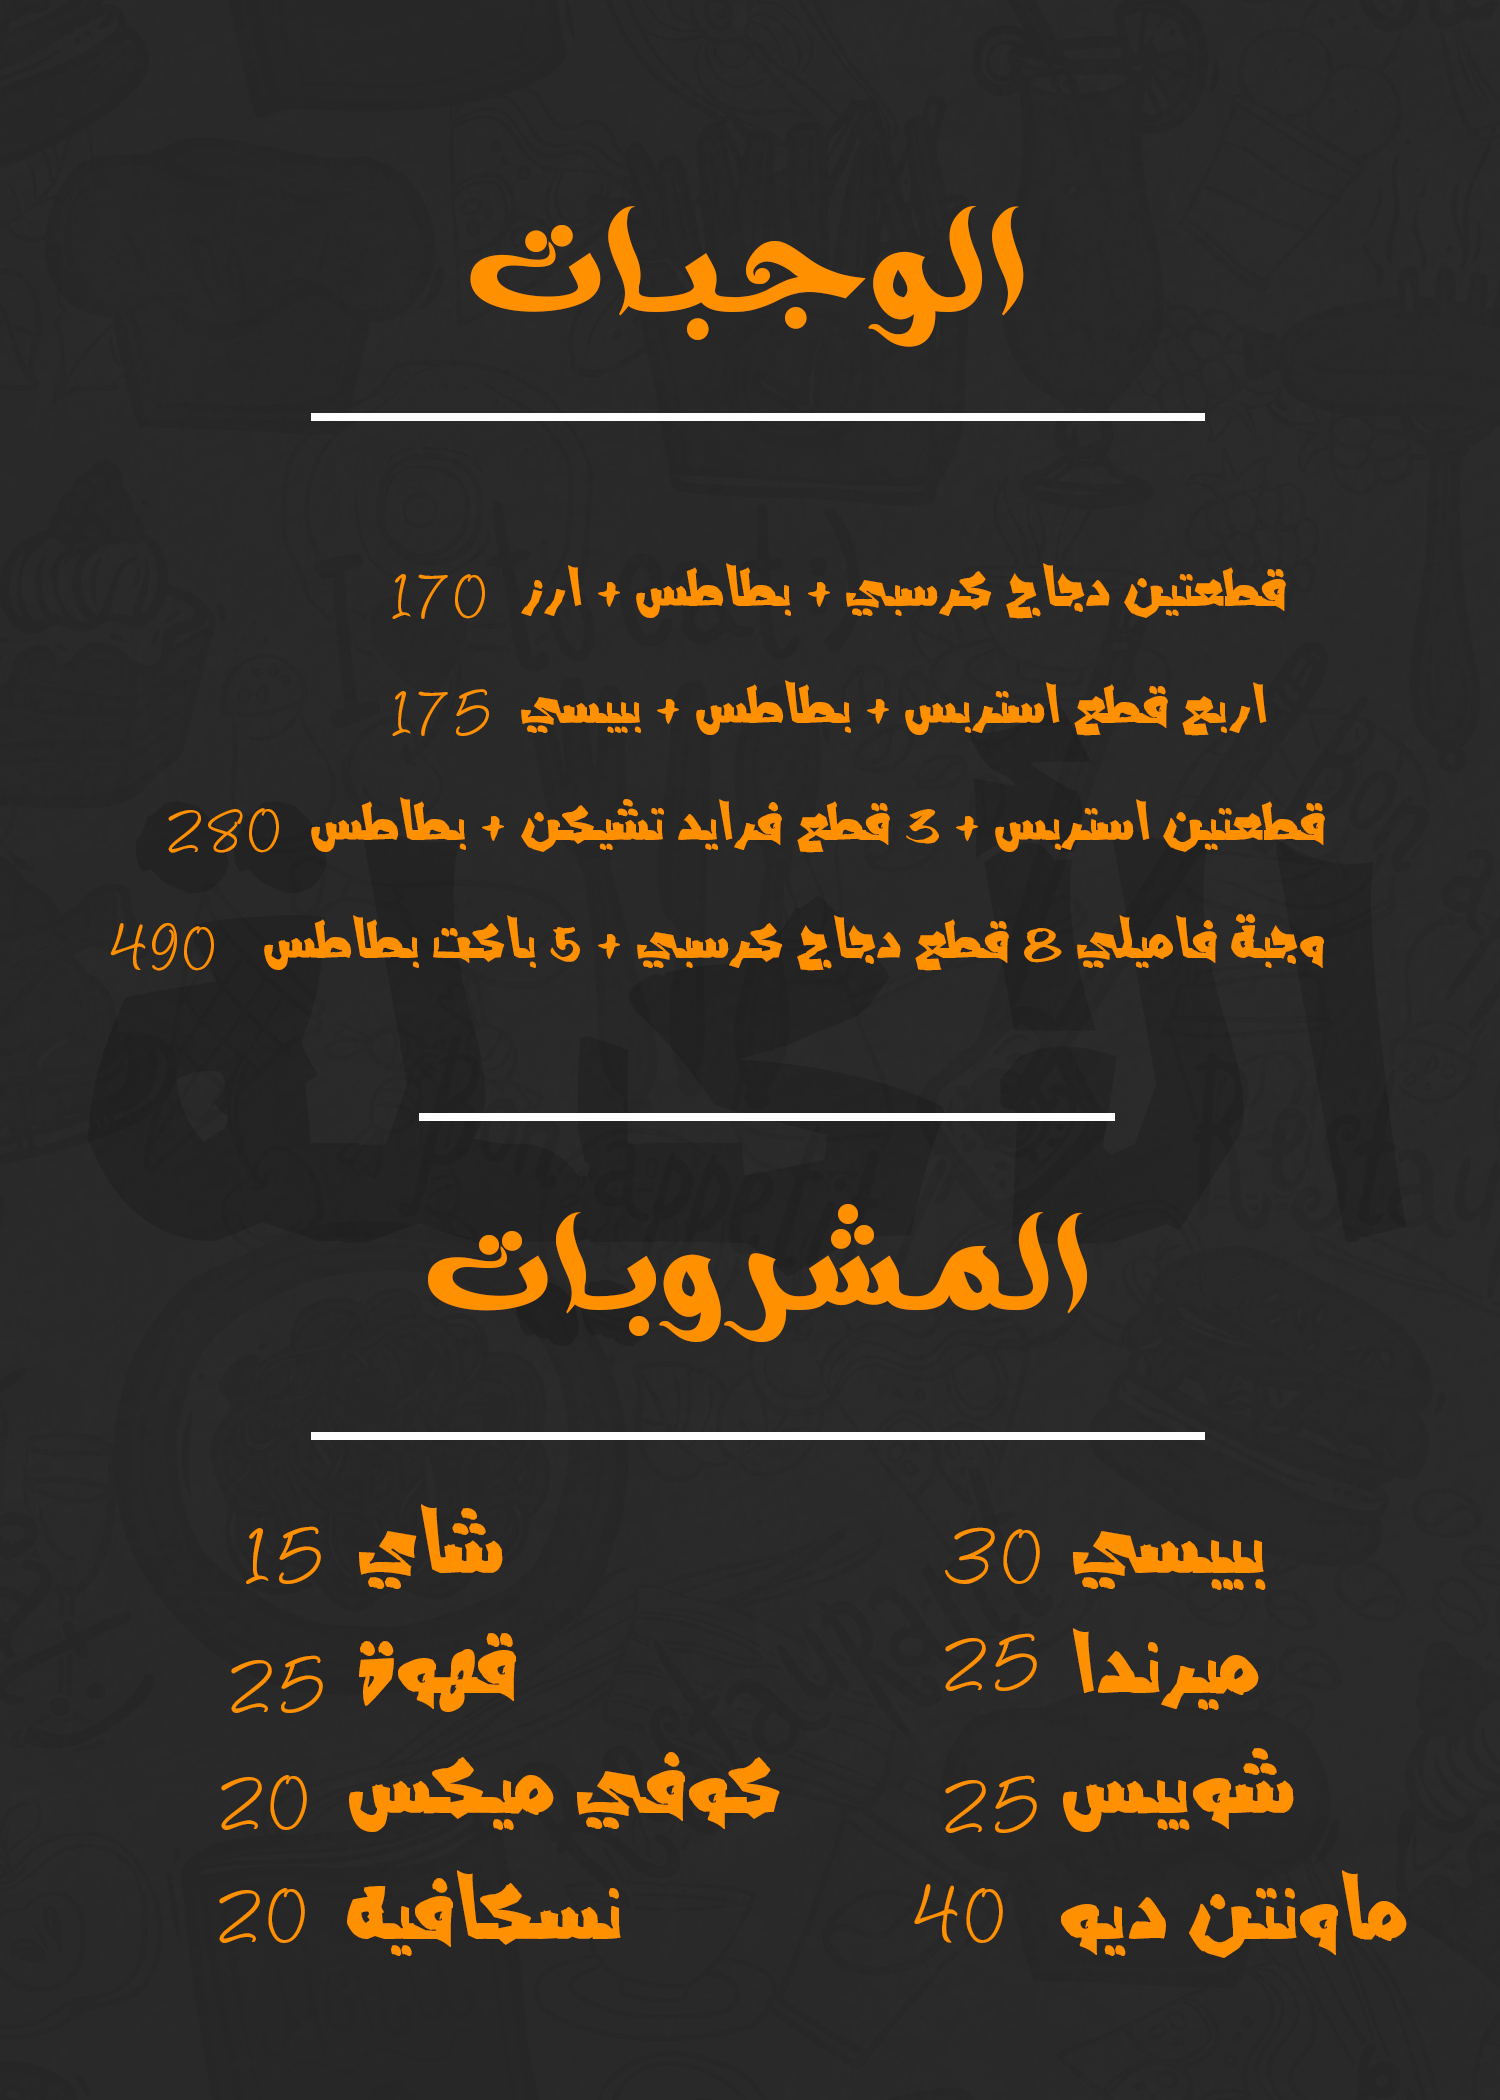 الوجبات
قطعتين دجاج كرسبي + بطاطس + ارز 170
اربع قطع استربس + بطاطس + بيبسي 175
قطعتين استربس + 3 قطع فرايد تشيكن + بطاطس 280
وجبة فاميلي 8 قطع دجاج كرسبي + 5 باكت بطاطس 490
المشروبات
بيبسي 30
ميرندا 25
شويبس 25
ماونتن ديو 40
شاي 15
قهوة 25
كوفي ميكس 20
نسكافيه 20